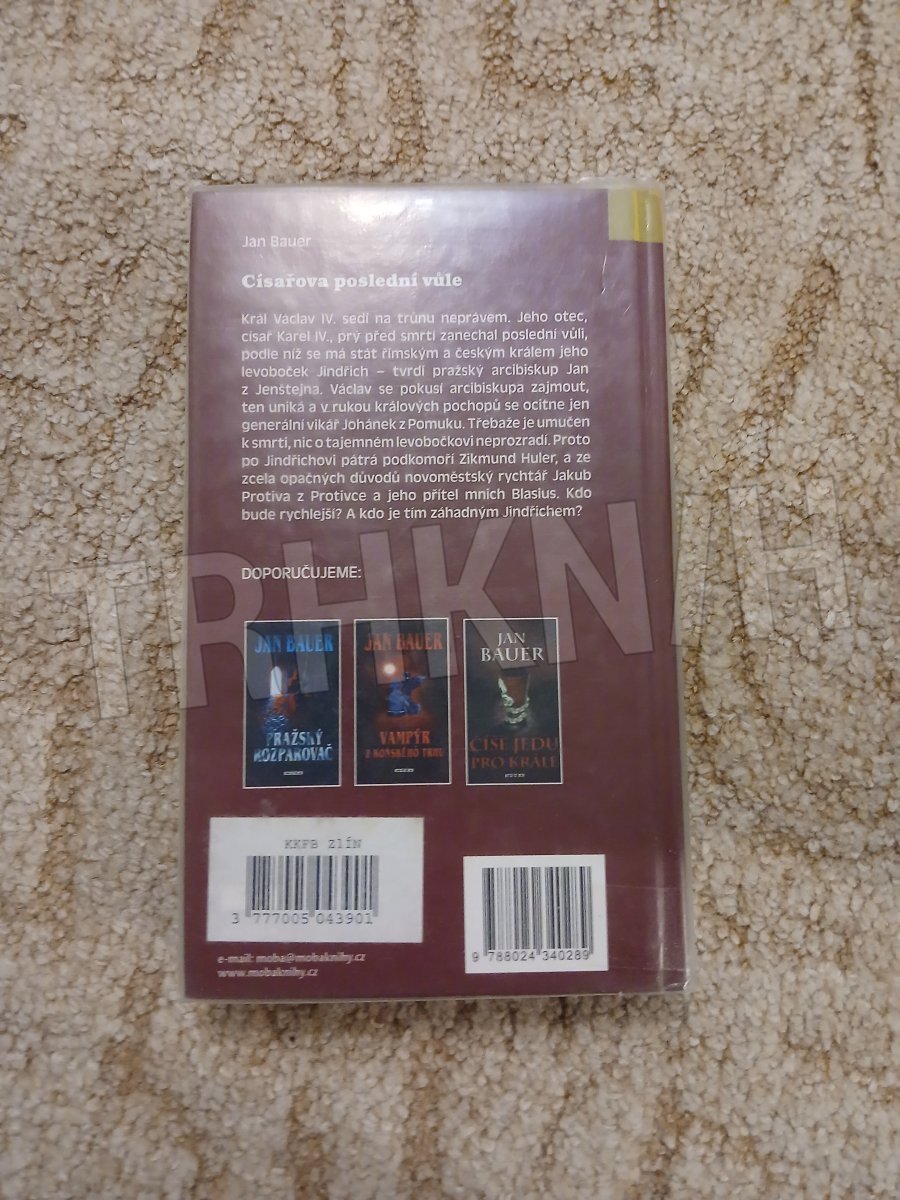 Jan Bauer
Císařova poslední vůle
Král Václav IV. sedí na trůnu neprávem. Jeho otec,
císař Karel IV., prý před smrtí zanechal poslední vůli,
podle níž se má stát římským a českým králem jeho
levoboček Jindřich – tvrdí pražský arcibiskup Jan
z Jenštejna. Václav se pokusí arcibiskupa zajmout,
ten uniká a v rukou králových pochopů se ocitne jen
generální vikář Johánek z Pomuku. Třebaže je umučen
k smrti, nic o tajemném levobočkovi neprozradí. Proto
po Jindřichovi pátrá podkomoří Zikmund Huler, a ze
zcela opačných důvodů novoměstský rychtář Jakub
Protiva z Protivce a jeho přítel mnich Blasius. Kdo
bude rychlejší? A kdo je tím záhadným Jindřichem?
TRHKNIH
DOPORUČUJEME:
JAN BAUER
PRAŽSKÝ
ROZPAROVAČ
JAN BAUER
VAMPÝR
Z KOŇSKÉHO TRHU
JAN
BAUER
ČÍŠE JEDU
PRO KRÁLE
KKFB ZlÍN
3 777005 043901
9 788024 340289
e-mail: moba@mobaknihy.cz
www.mobaknihy.cz